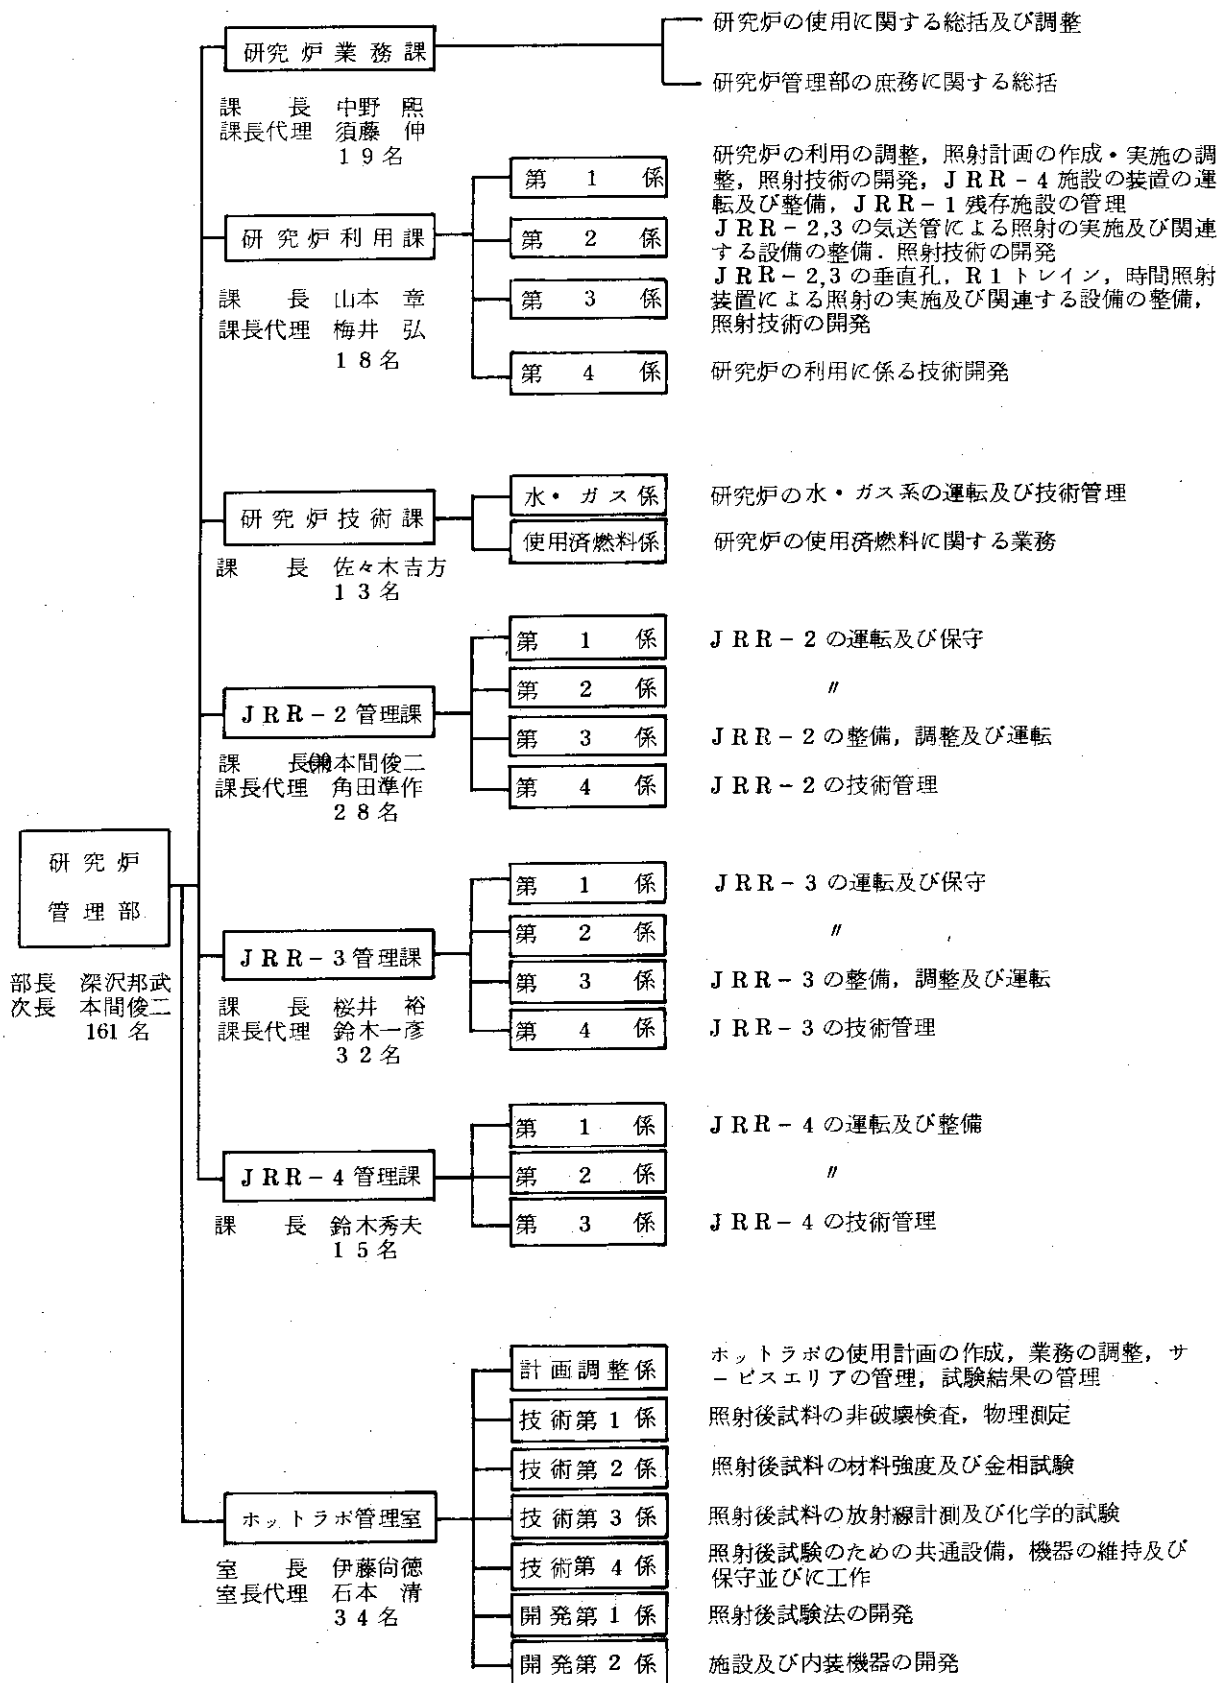 研究炉
管理部
部長 深沢邦武
次長 本間俊二
161名
研究炉業務課
課長 中野 熙
課長代理 須藤 伸
19名
研究炉の使用に関する総括及び調整
研究炉管理部の庶務に関する総括
研究炉利用課
課長 山本 章
課長代理 梅井 弘
18名
第1係
研究炉の利用の調整,照射計画の作成・実施の調
整,照射技術の開発,JRR-4施設の装置の運
転及び整備,JRR-1残存施設の管理
第2係
JRR-2,3の気送管による照射の実施及び関連
する設備の整備.照射技術の開発
第3係
JRR-2,3の垂直孔,R1トレイン,時間照射
装置による照射の実施及び関連する設備の整備,
照射技術の開発
第4係
研究炉の利用に係る技術開発
研究炉技術課
課長 佐々木吉方
13名
水・ガス係
研究炉の水・ガス系の運転及び技術管理
使用済燃料係
研究炉の使用済燃料に関する業務
JRR-2管理課
課長(兼)本間俊二
課長代理 角田準作
28名
第1係
JRR-2の運転及び保守
第2係
〃
第3係
JRR-2の整備,調整及び運転
第4係
JRR-2の技術管理
JRR-3管理課
課長 桜井 裕
課長代理 鈴木一彦
32名
第1係
JRR-3の運転及び保守
第2係
〃
第3係
JRR-3の整備,調整及び運転
第4係
JRR-3の技術管理
JRR-4管理課
課長 鈴木秀夫
15名
第1係
JRR-4の運転及び整備
第2係
〃
第3係
JRR-4の技術管理
ホットラボ管理室
室長 伊藤尚徳
室長代理 石本 清
34名
計画調整係
ホットラボの使用計画の作成,業務の調整,サ
ービスエリアの管理,試験結果の管理
技術第1係
照射後試料の非破壊検査,物理測定
技術第2係
照射後試料の材料強度及び金相試験
技術第3係
照射後試料の放射線計測及び化学的試験
技術第4係
照射後試験のための共通設備,機器の維持及び
保守並びに工作
開発第1係
照射後試験法の開発
開発第2係
施設及び内装機器の開発